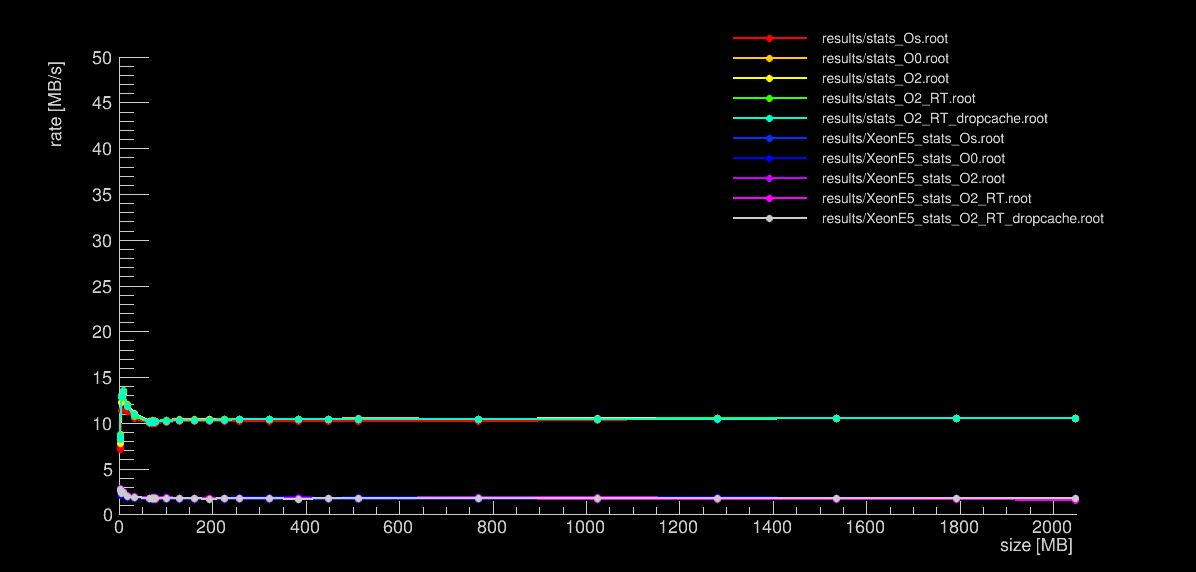 results/stats_Os.root
results/stats_O0.root
results/stats_O2.root
results/stats_O2_RT.root
results/stats_O2_RT_dropcache.root
results/XeonE5_stats_Os.root
results/XeonE5_stats_O0.root
results/XeonE5_stats_O2.root
results/XeonE5_stats_O2_RT.root
results/XeonE5_stats_O2_RT_dropcache.root
rate [MB/s]
50
45
40
35
30
25
20
15
10
5
0
0 200 400 600 800 1000 1200 1400 1600 1800 2000
size [MB]